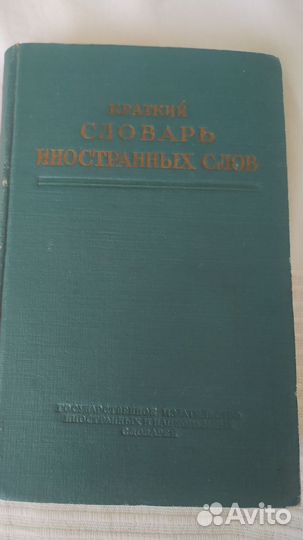 КРАТКИЙ
СЛОВАРЬ
ИНОСТРАННЫХ СЛОВ
ГОСУДАРСТВЕННОЕ ИЗДАТЕЛЬСТВО
ИНОСТРАННЫХ И НАЦИОНАЛЬНЫХ
СЛОВАРЕЙ
Avito